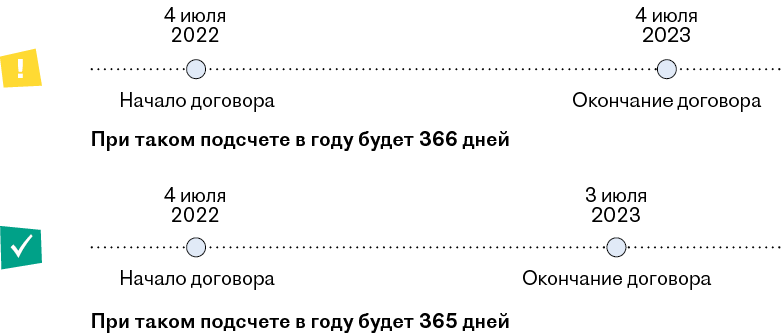 4 июля
2022
4 июля
2023
!
Начало договора
Окончание договора
При таком подсчете в году будет 366 дней
4 июля
2022
3 июля
2023
Начало договора
Окончание договора
При таком подсчете в году будет 365 дней